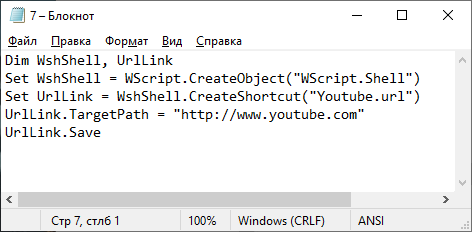 7 – Блокнот
Файл Правка Формат Вид Справка
Dim WshShell, UrlLink
Set WshShell = WScript.CreateObject("WScript.Shell")
Set UrlLink = WshShell.CreateShortcut("Youtube.url")
UrlLink.TargetPath = "http://www.youtube.com"
UrlLink.Save
Стр 7, стлб 1 100% Windows (CRLF) ANSI